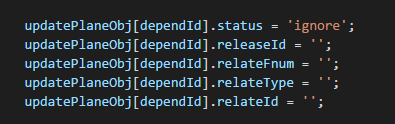 updatePlaneObj[dependId].status = 'ignore';
updatePlaneObj[dependId].releaseId = '';
updatePlaneObj[dependId].relateFnum = '';
updatePlaneObj[dependId].relateType = '';
updatePlaneObj[dependId].relateId = '';